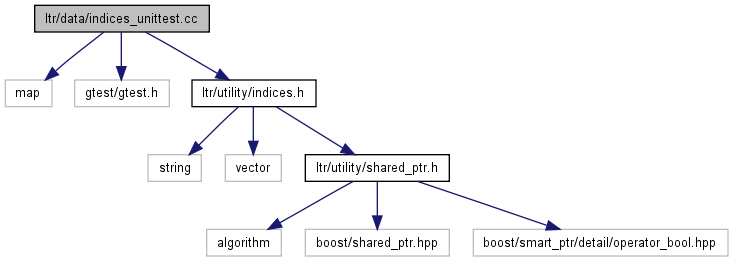 ltr/data/indices_unittest.cc
map
gtest/gtest.h
ltr/utility/indices.h
string
vector
ltr/utility/shared_ptr.h
algorithm
boost/shared_ptr.hpp
boost/smart_ptr/detail/operator_bool.hpp